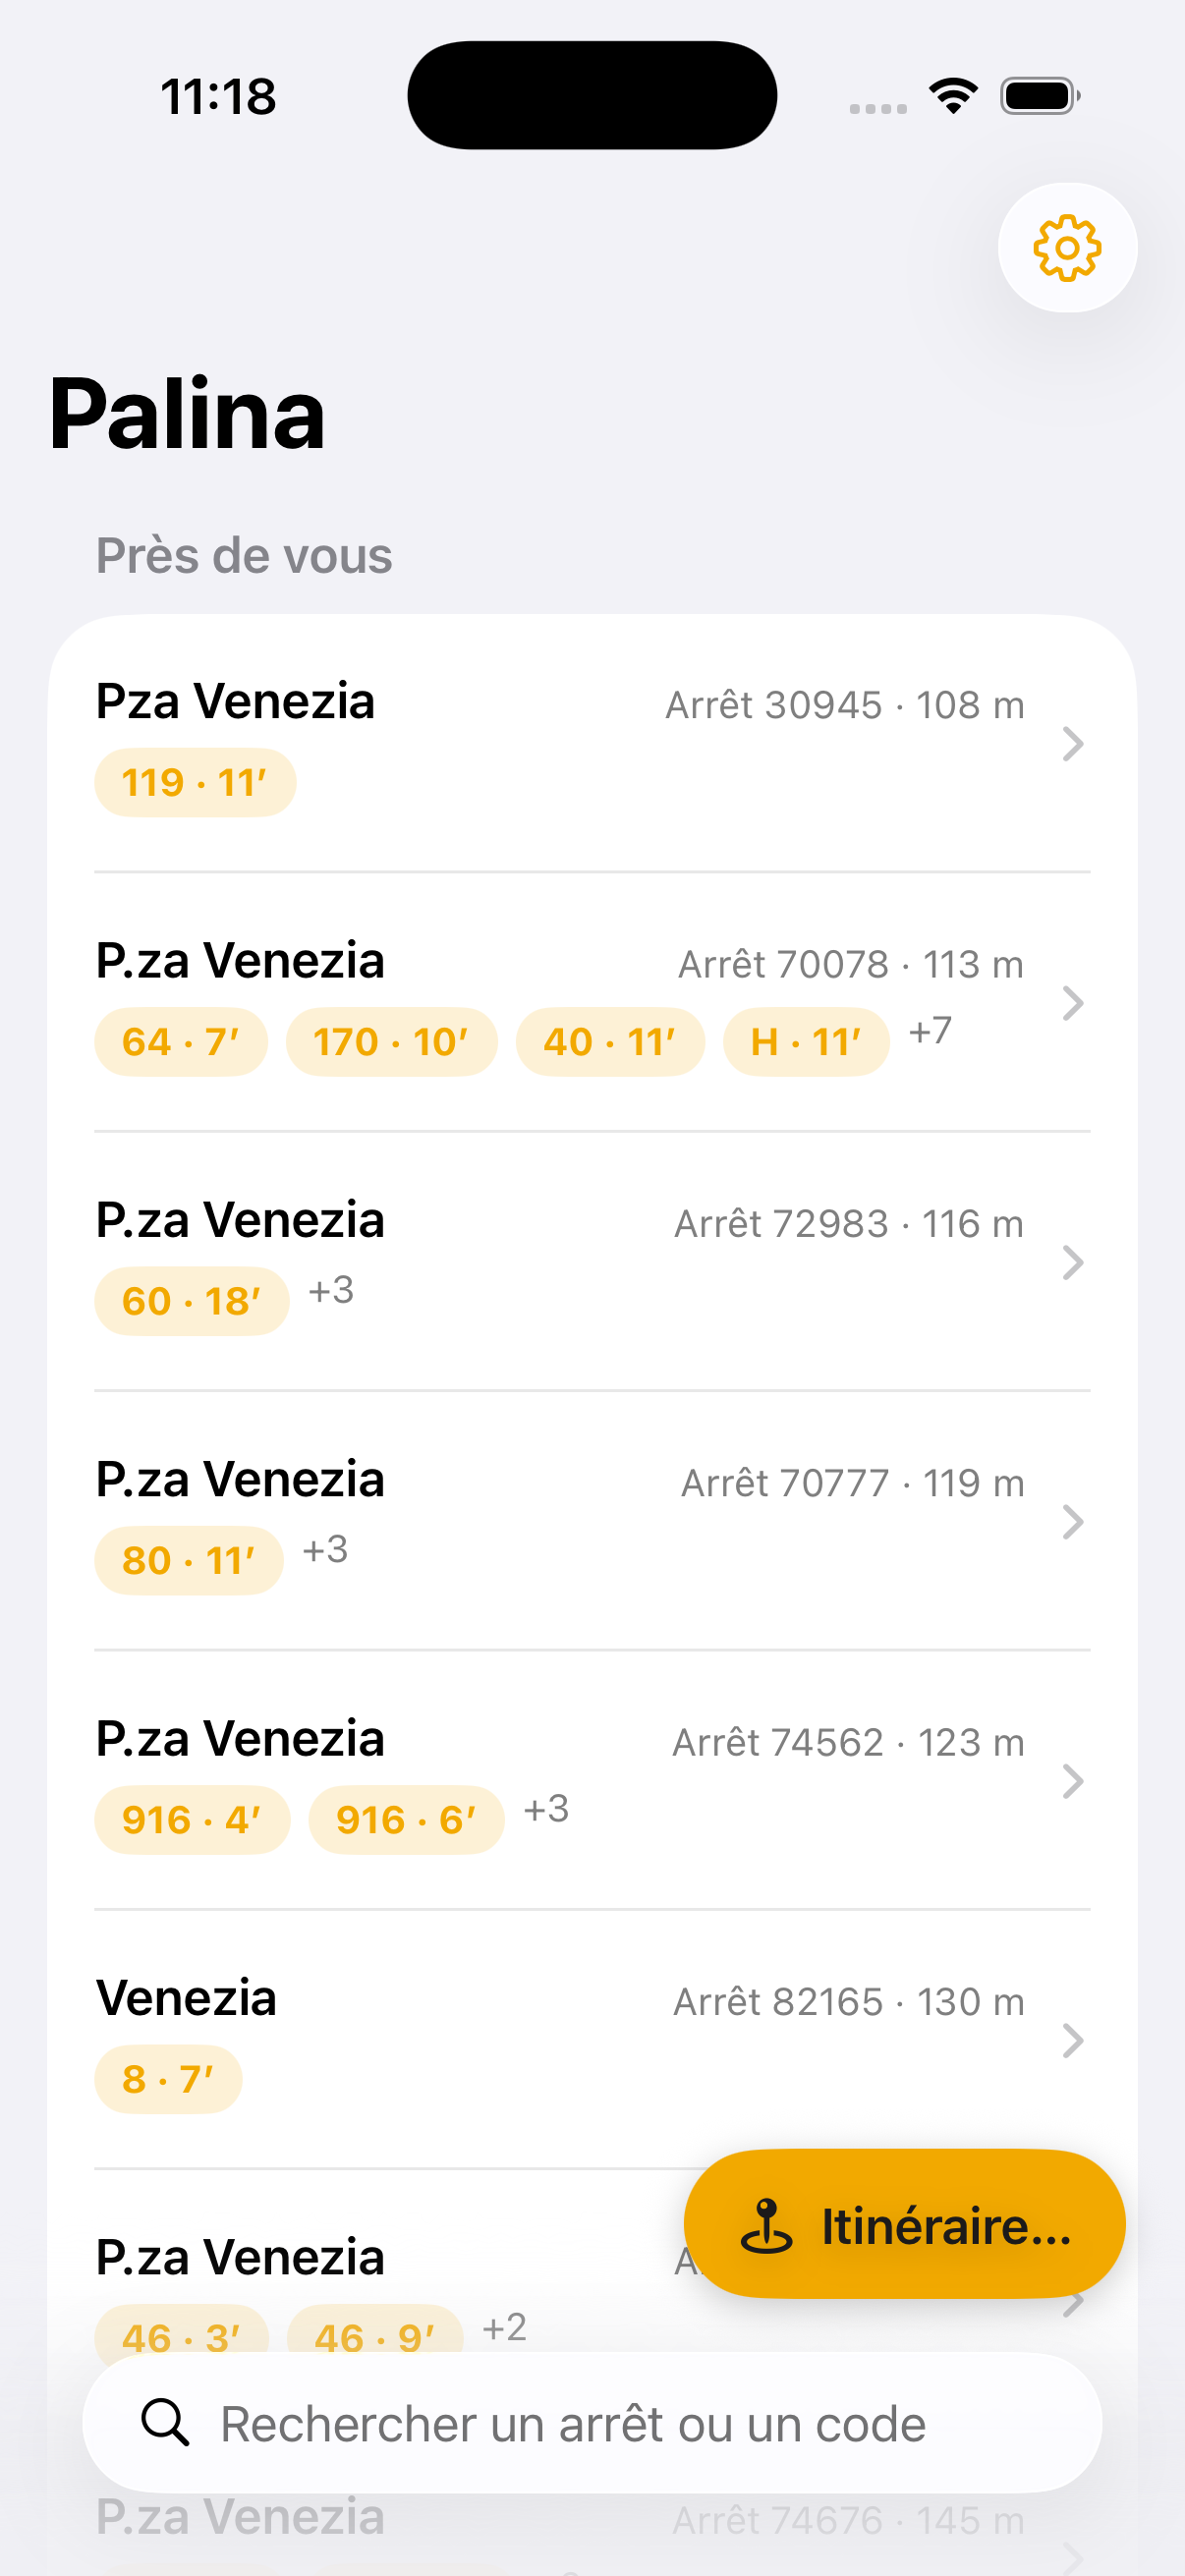 11:18
Palina
Près de vous
Pza Venezia
Arrêt 30945 · 108 m
119 · 11′
P.za Venezia
Arrêt 70078 · 113 m
64 · 7′ 170 · 10′ 40 · 11′ H · 11′ +7
P.za Venezia
Arrêt 72983 · 116 m
60 · 18′ +3
P.za Venezia
Arrêt 70777 · 119 m
80 · 11′ +3
P.za Venezia
Arrêt 74562 · 123 m
916 · 4′ 916 · 6′ +3
Venezia
Arrêt 82165 · 130 m
8 · 7′
Itinéraire...
P.za Venezia
46 · 3′ 46 · 9′ +2
Rechercher un arrêt ou un code
P.za Venezia
Arrêt 74676 · 145 m